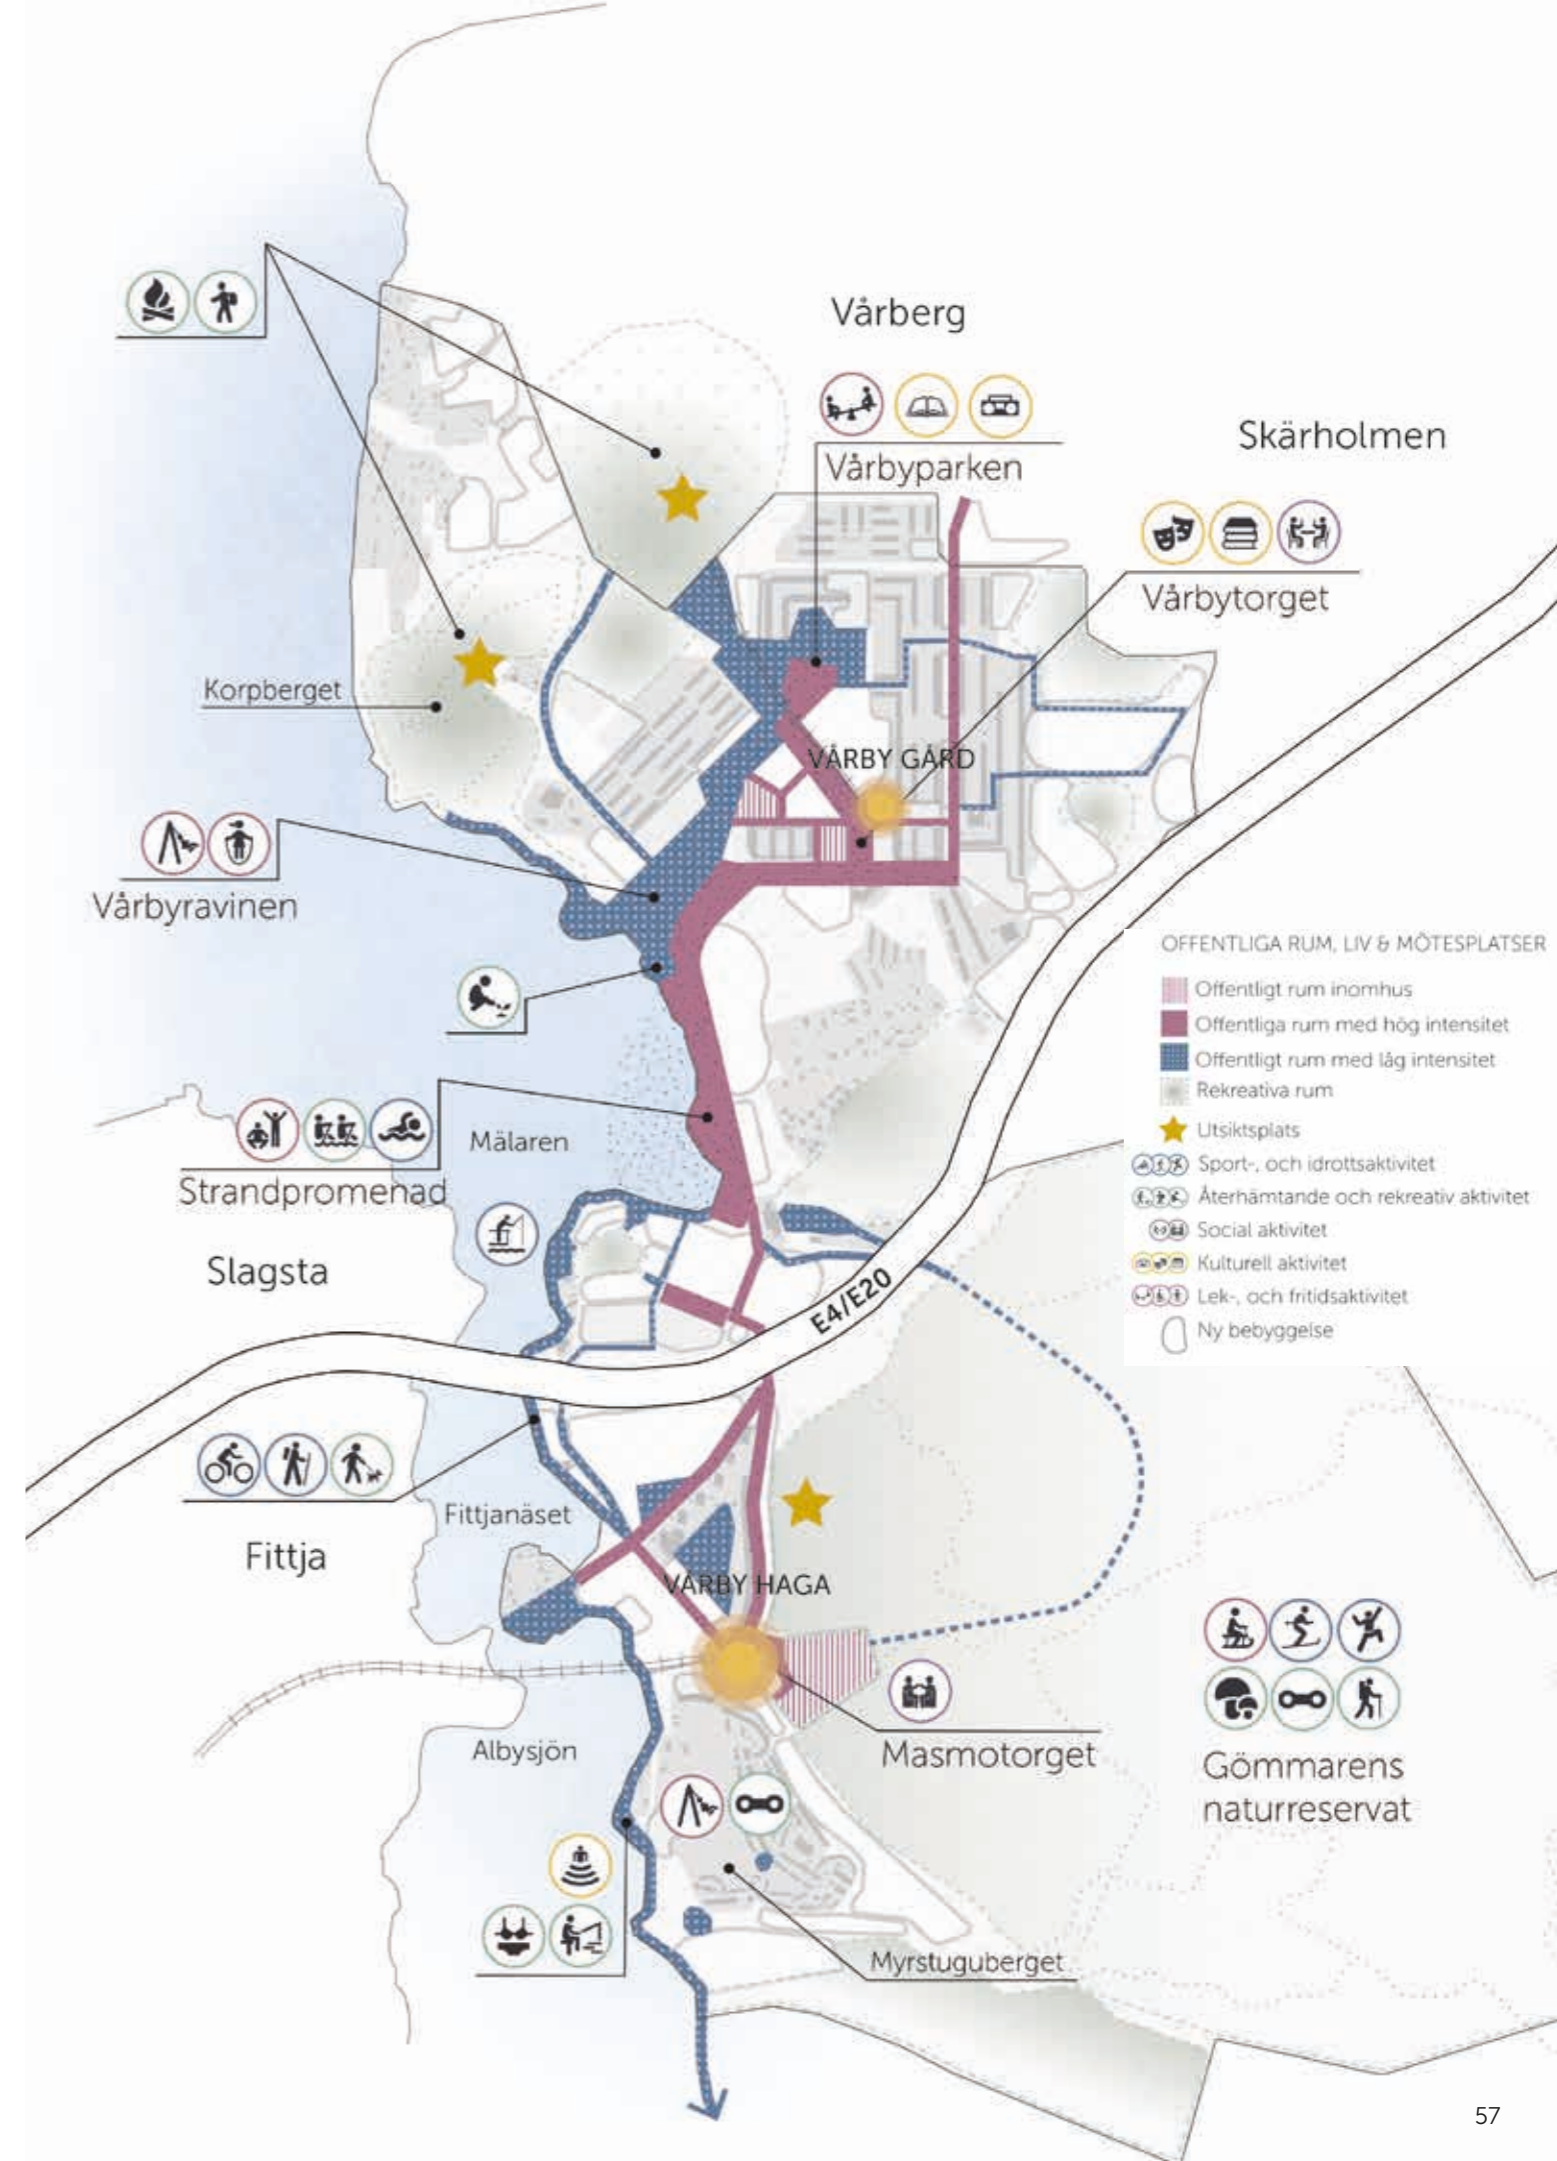 Vårberg
Skärholmen
Vårbyparken
Vårbytorget
Korpberget
VÅRBY GÅRD
Vårbyravinen
OFFENTLIGA RUM, LIV & MÖTESPLATSER
Offentligt rum inomhus
Offentliga rum med hög intensitet
Offentligt rum med låg intensitet
Rekreativa rum
Utsiktsplats
Sport-, och idrottsaktivitet
Återhämtande och rekreativ aktivitet
Social aktivitet
Kulturell aktivitet
Lek-, och fritidsaktivitet
Ny bebyggelse
Mälaren
Strandpromenad
Slagsta
E4/E20
Fittjanäset
Fittja
VÅRBY HAGA
Masmotorget
Albysjön
Gömmarens
naturreservat
Myrstuguberget
57